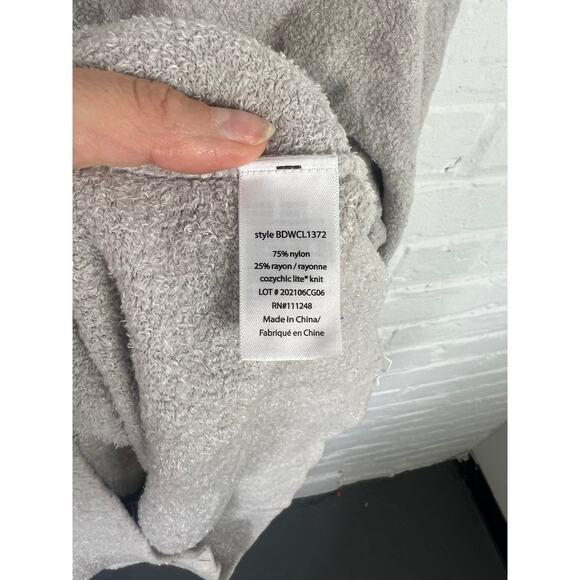 style BDWCL1372
75% nylon
25% rayon / rayonne
cozychic lite® knit
LOT # 202106CG06
RN#111248
Made in China/
Fabriqué en Chine